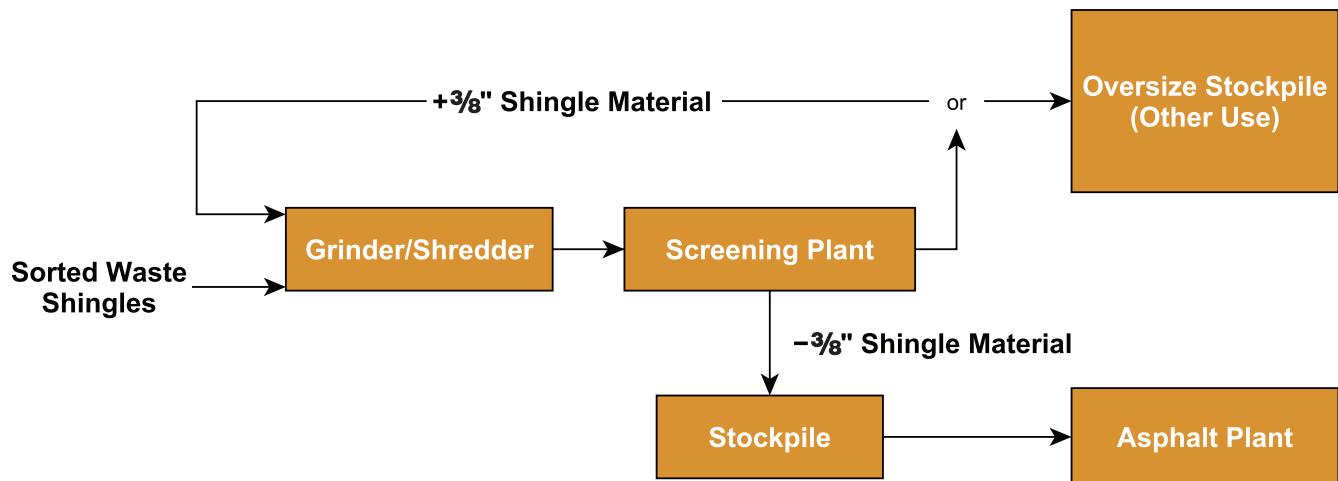 +⅜" Shingle Material
or
Oversize Stockpile
(Other Use)
Sorted Waste
Shingles
Grinder/Shredder
Screening Plant
−⅜" Shingle Material
Stockpile
Asphalt Plant